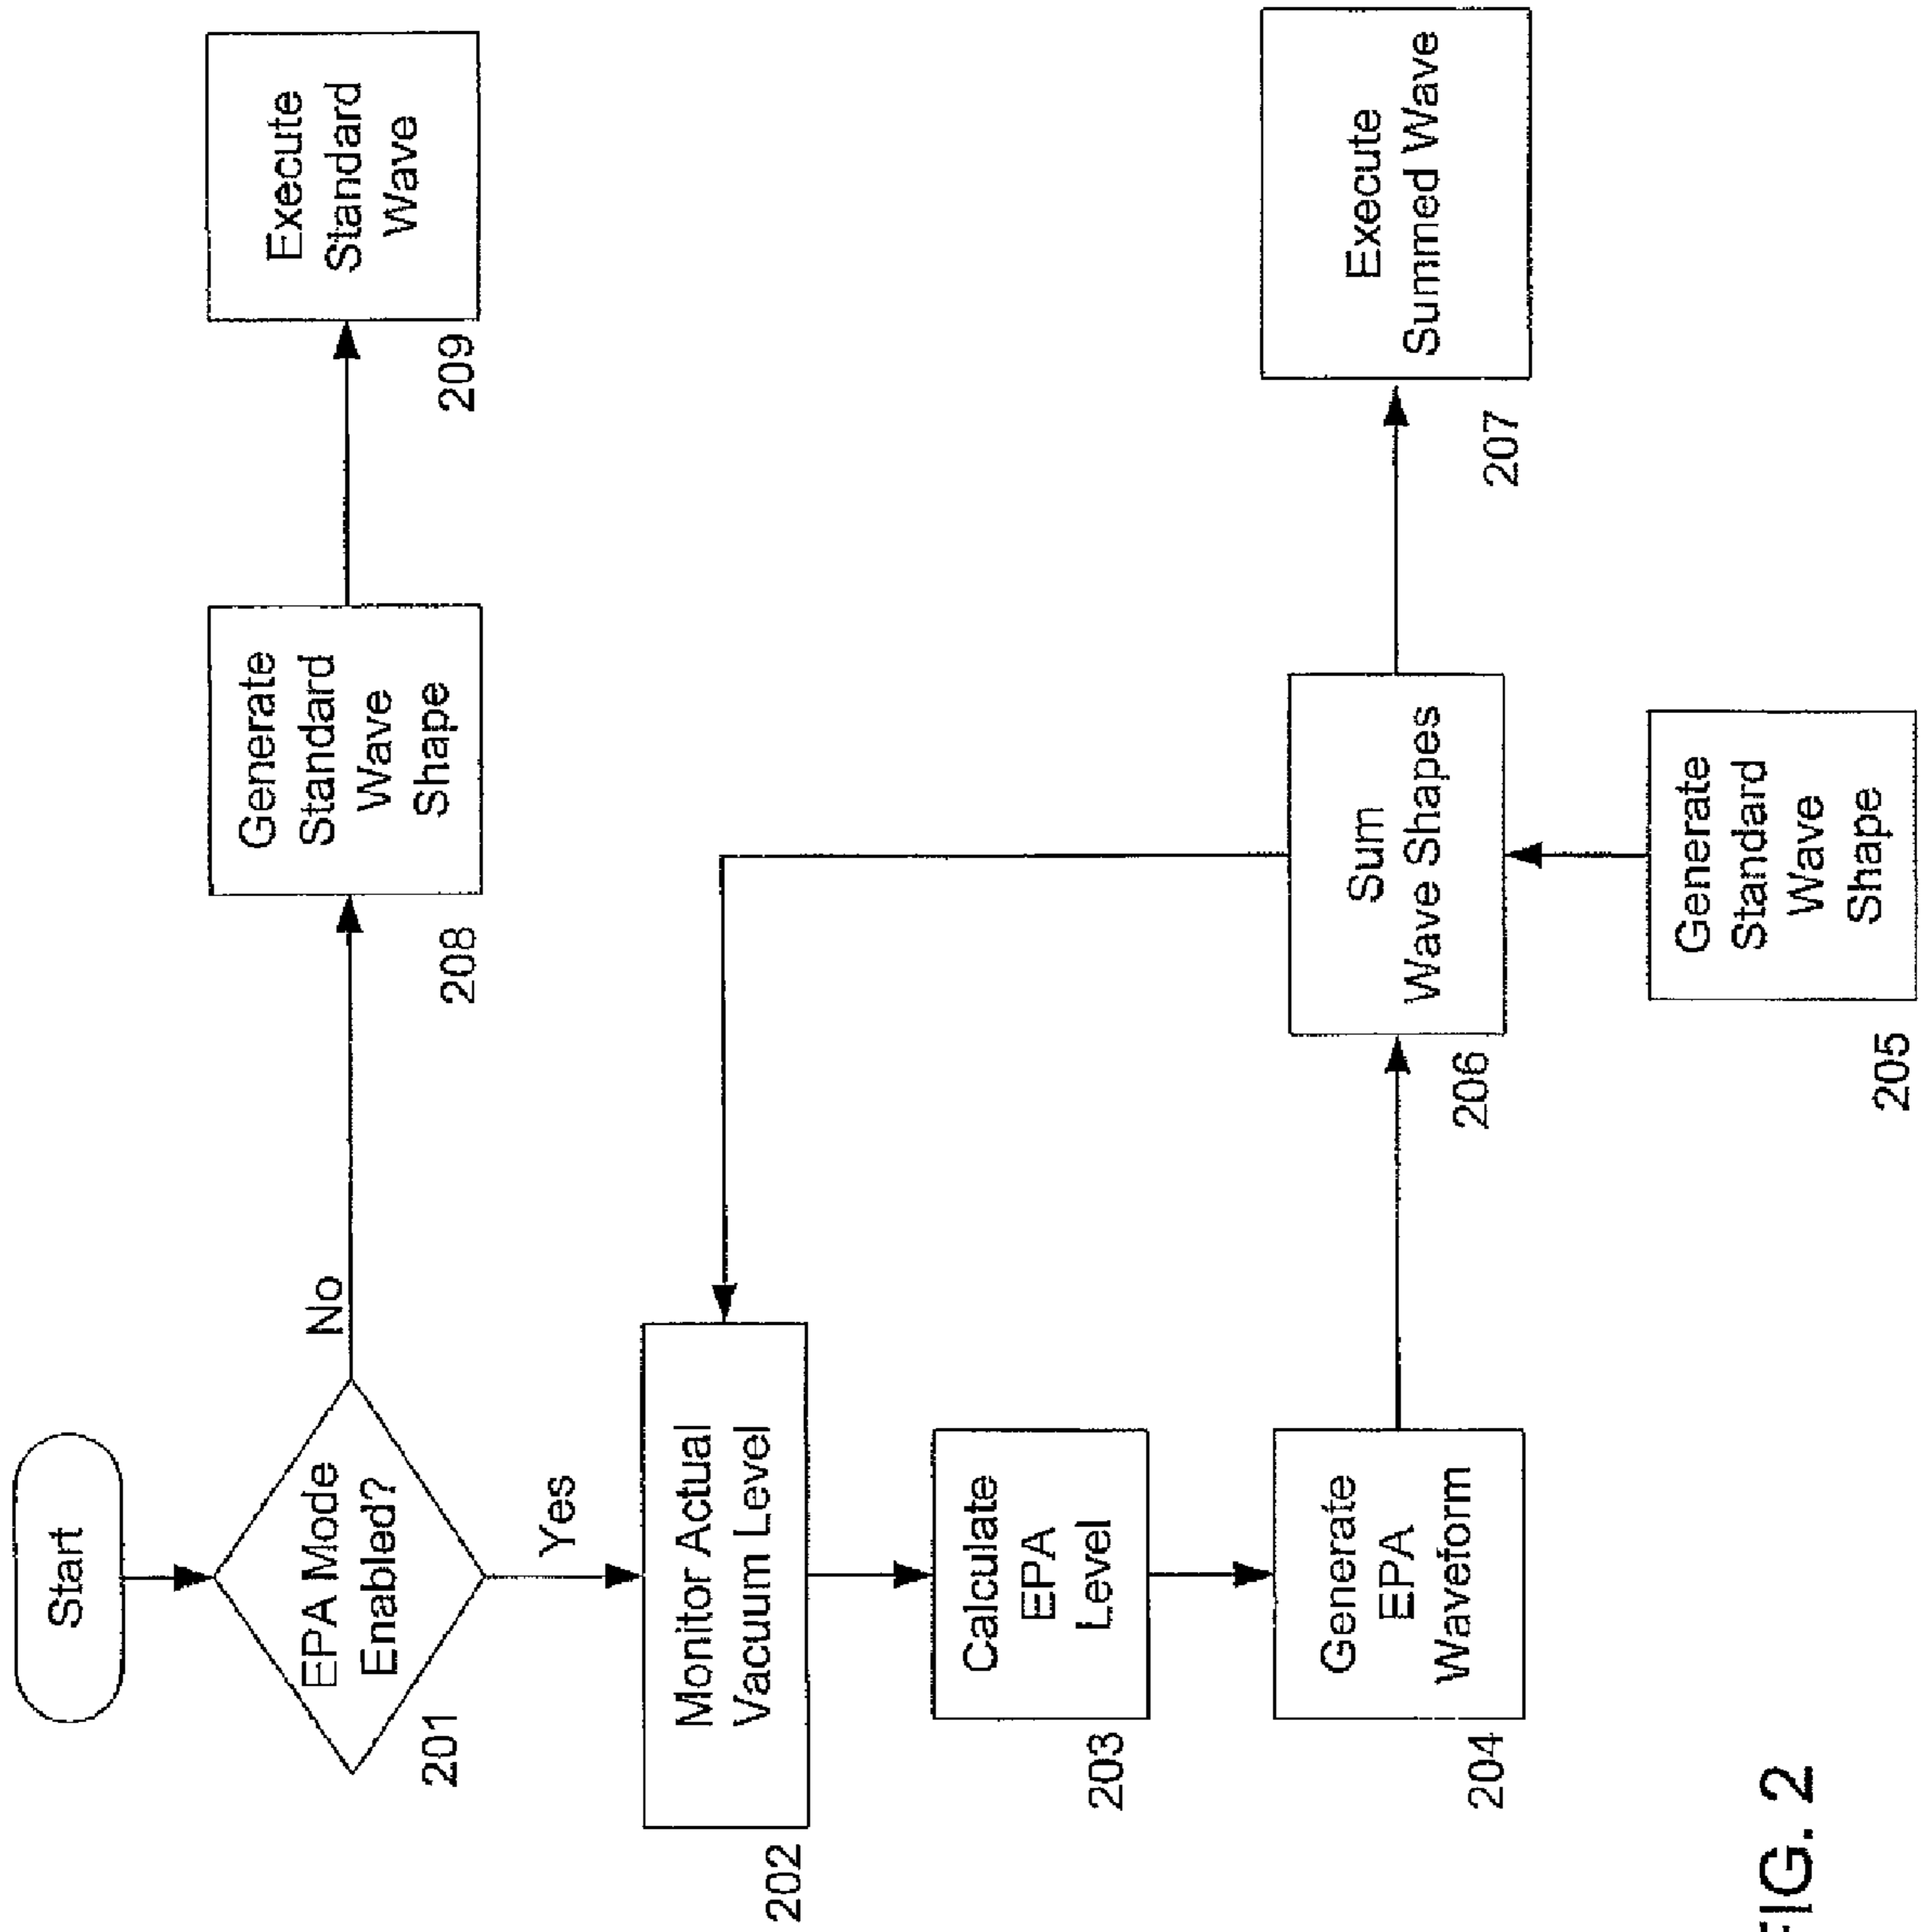 Start
EPA Mode
Enabled?
201
No
Yes
Generate
Standard
Wave
Shape
208
Execute
Standard
Wave
209
Monitor Actual
Vacuum Level
202
Calculate
EPA
Level
203
Generate
EPA
Waveform
204
Sum
Wave Shapes
206
Execute
Summed Wave
207
Generate
Standard
Wave
Shape
205
FIG. 2